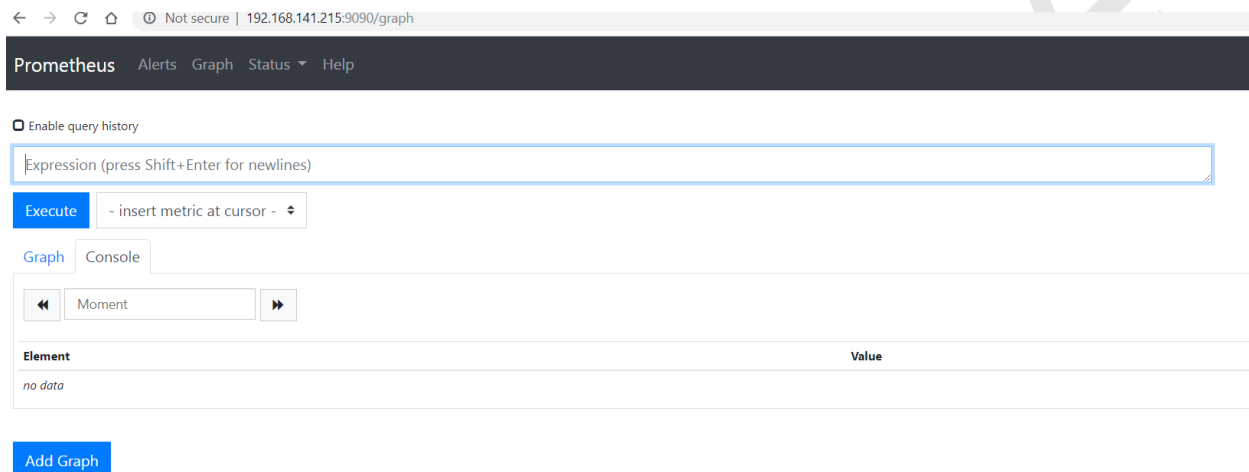 Not secure | 192.168.141.215:9090/graph
Prometheus Alerts Graph Status Help
Enable query history
Expression (press Shift+Enter for newlines)
Execute - insert metric at cursor -
Graph Console
Moment
Element Value
no data
Add Graph